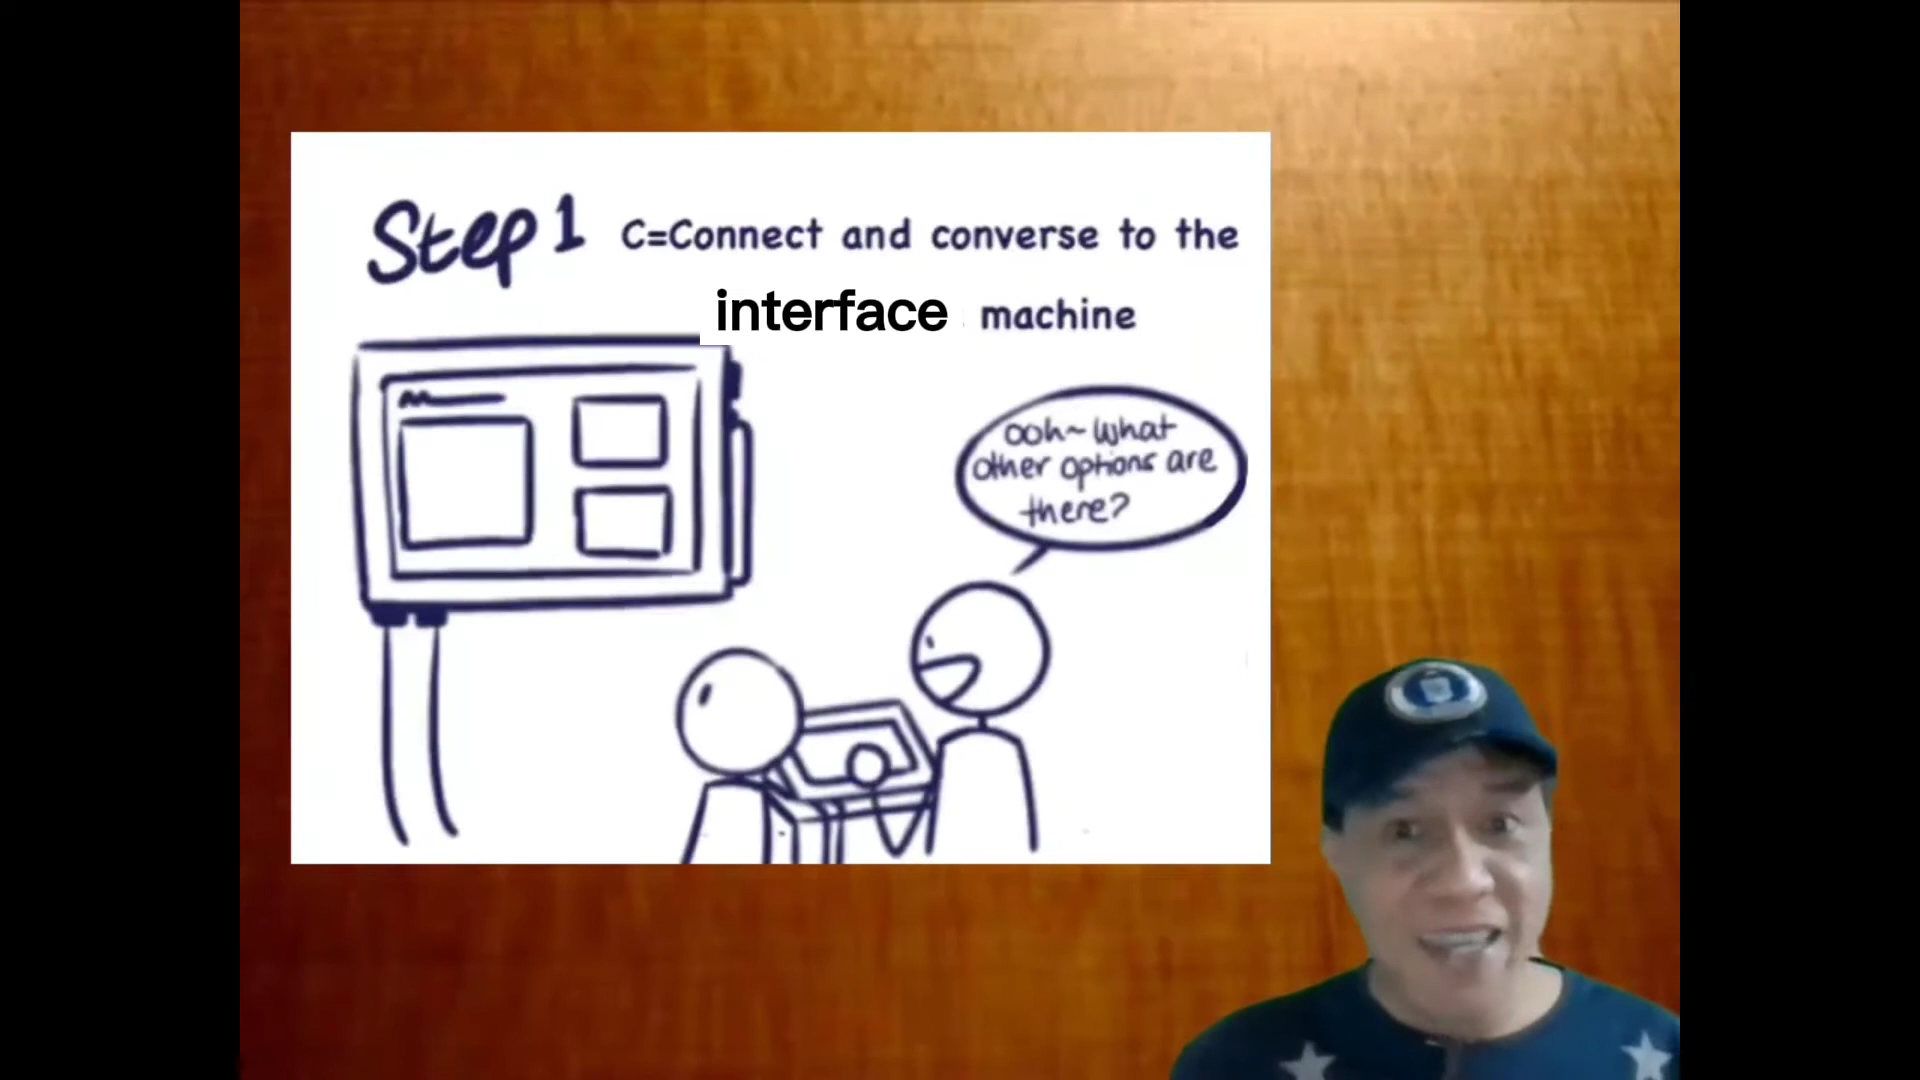 Step 1 C=Connect and converse to the
interface machine
ooh~ What
other options are
there?